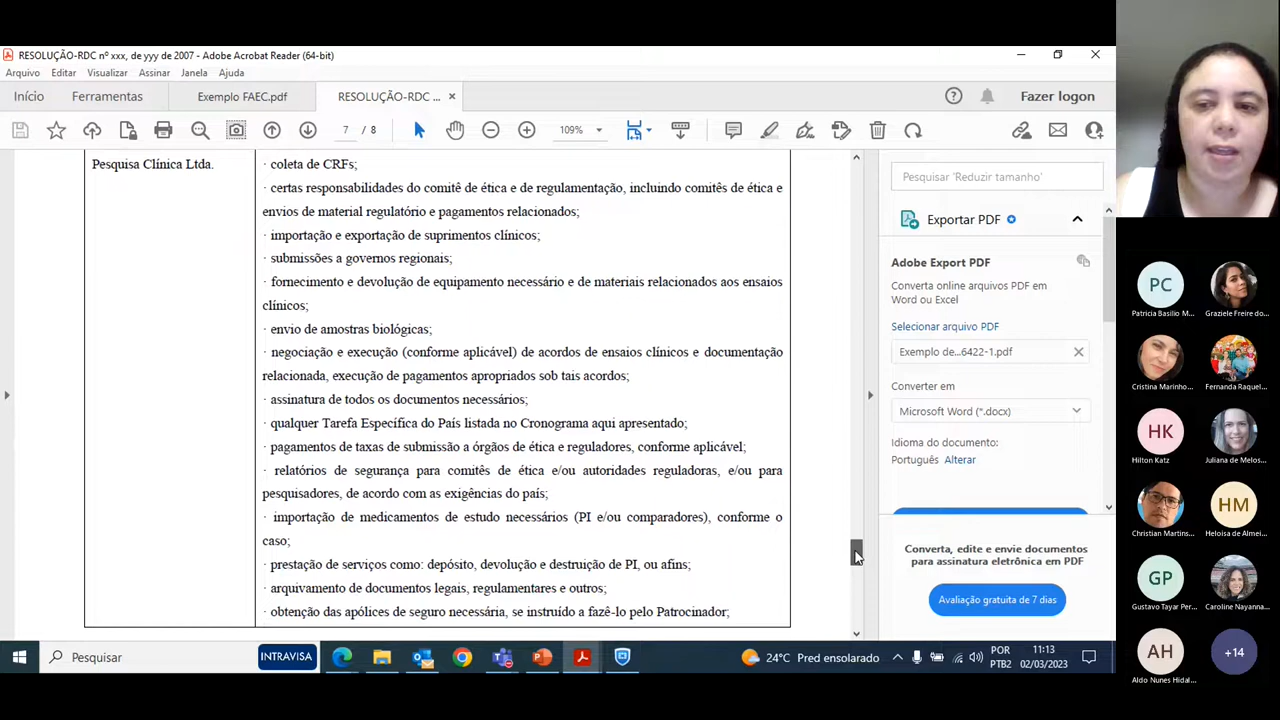 RESOLUÇÃO-RDC nº xxx, de yyy de 2007 - Adobe Acrobat Reader (64-bit)
Arquivo Editar Visualizar Assinar Janela Ajuda
Início Ferramentas Exemplo FAEC.pdf RESOLUÇÃO-RDC ... Fazer logon
7 / 8 109%
Pesquisa Clínica Ltda.
· coleta de CRFs;
· certas responsabilidades do comitê de ética e de regulamentação, incluindo comitês de ética e
envios de material regulatório e pagamentos relacionados;
· importação e exportação de suprimentos clínicos;
· submissões a governos regionais;
· fornecimento e devolução de equipamento necessário e de materiais relacionados aos ensaios
clínicos;
· envio de amostras biológicas;
· negociação e execução (conforme aplicável) de acordos de ensaios clínicos e documentação
relacionada, execução de pagamentos apropriados sob tais acordos;
· assinatura de todos os documentos necessários;
· qualquer Tarefa Específica do País listada no Cronograma aqui apresentado;
· pagamentos de taxas de submissão a órgãos de ética e reguladores, conforme aplicável;
· relatórios de segurança para comitês de ética e/ou autoridades reguladoras, e/ou para
pesquisadores, de acordo com as exigências do país;
· importação de medicamentos de estudo necessários (PI e/ou comparadores), conforme o
caso;
· prestação de serviços como: depósito, devolução e destruição de PI, ou afins;
· arquivamento de documentos legais, regulamentares e outros;
· obtenção das apólices de seguro necessária, se instruído a fazê-lo pelo Patrocinador;
Pesquisar 'Reduzir tamanho'
Exportar PDF
Adobe Export PDF
Converta online arquivos PDF em
Word ou Excel
Selecionar arquivo PDF
Exemplo de...6422-1.pdf
Converter em
Microsoft Word (*.docx)
Idioma do documento:
Português Alterar
Converta, edite e envie documentos
para assinatura eletrônica em PDF
Avaliação gratuita de 7 dias
Pesquisar
INTRAVISA
24°C Pred ensolarado
POR
PTB2
11:13
02/03/2023
PC
Patricia Basilio M...
Graziele Freire do...
Cristina Marinho...
Fernanda Raquel...
HK
Hilton Katz
Juliana de Melos...
Christian Martins...
HM
Heloisa de Almei...
GP
Gustavo Tayar Per...
Caroline Nayanna...
AH
Aldo Nunes Hidal...
+14